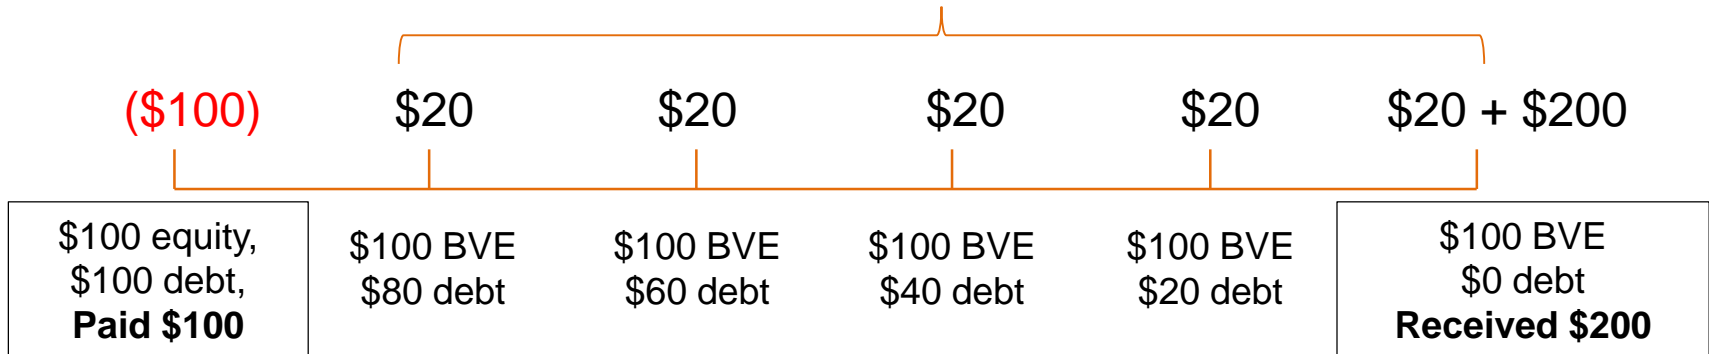 ($100)
$20
$20
$20
$20
$20 + $200
$100 equity,
$100 debt,
Paid $100
$100 BVE
$80 debt
$100 BVE
$60 debt
$100 BVE
$40 debt
$100 BVE
$20 debt
$100 BVE
$0 debt
Received $200